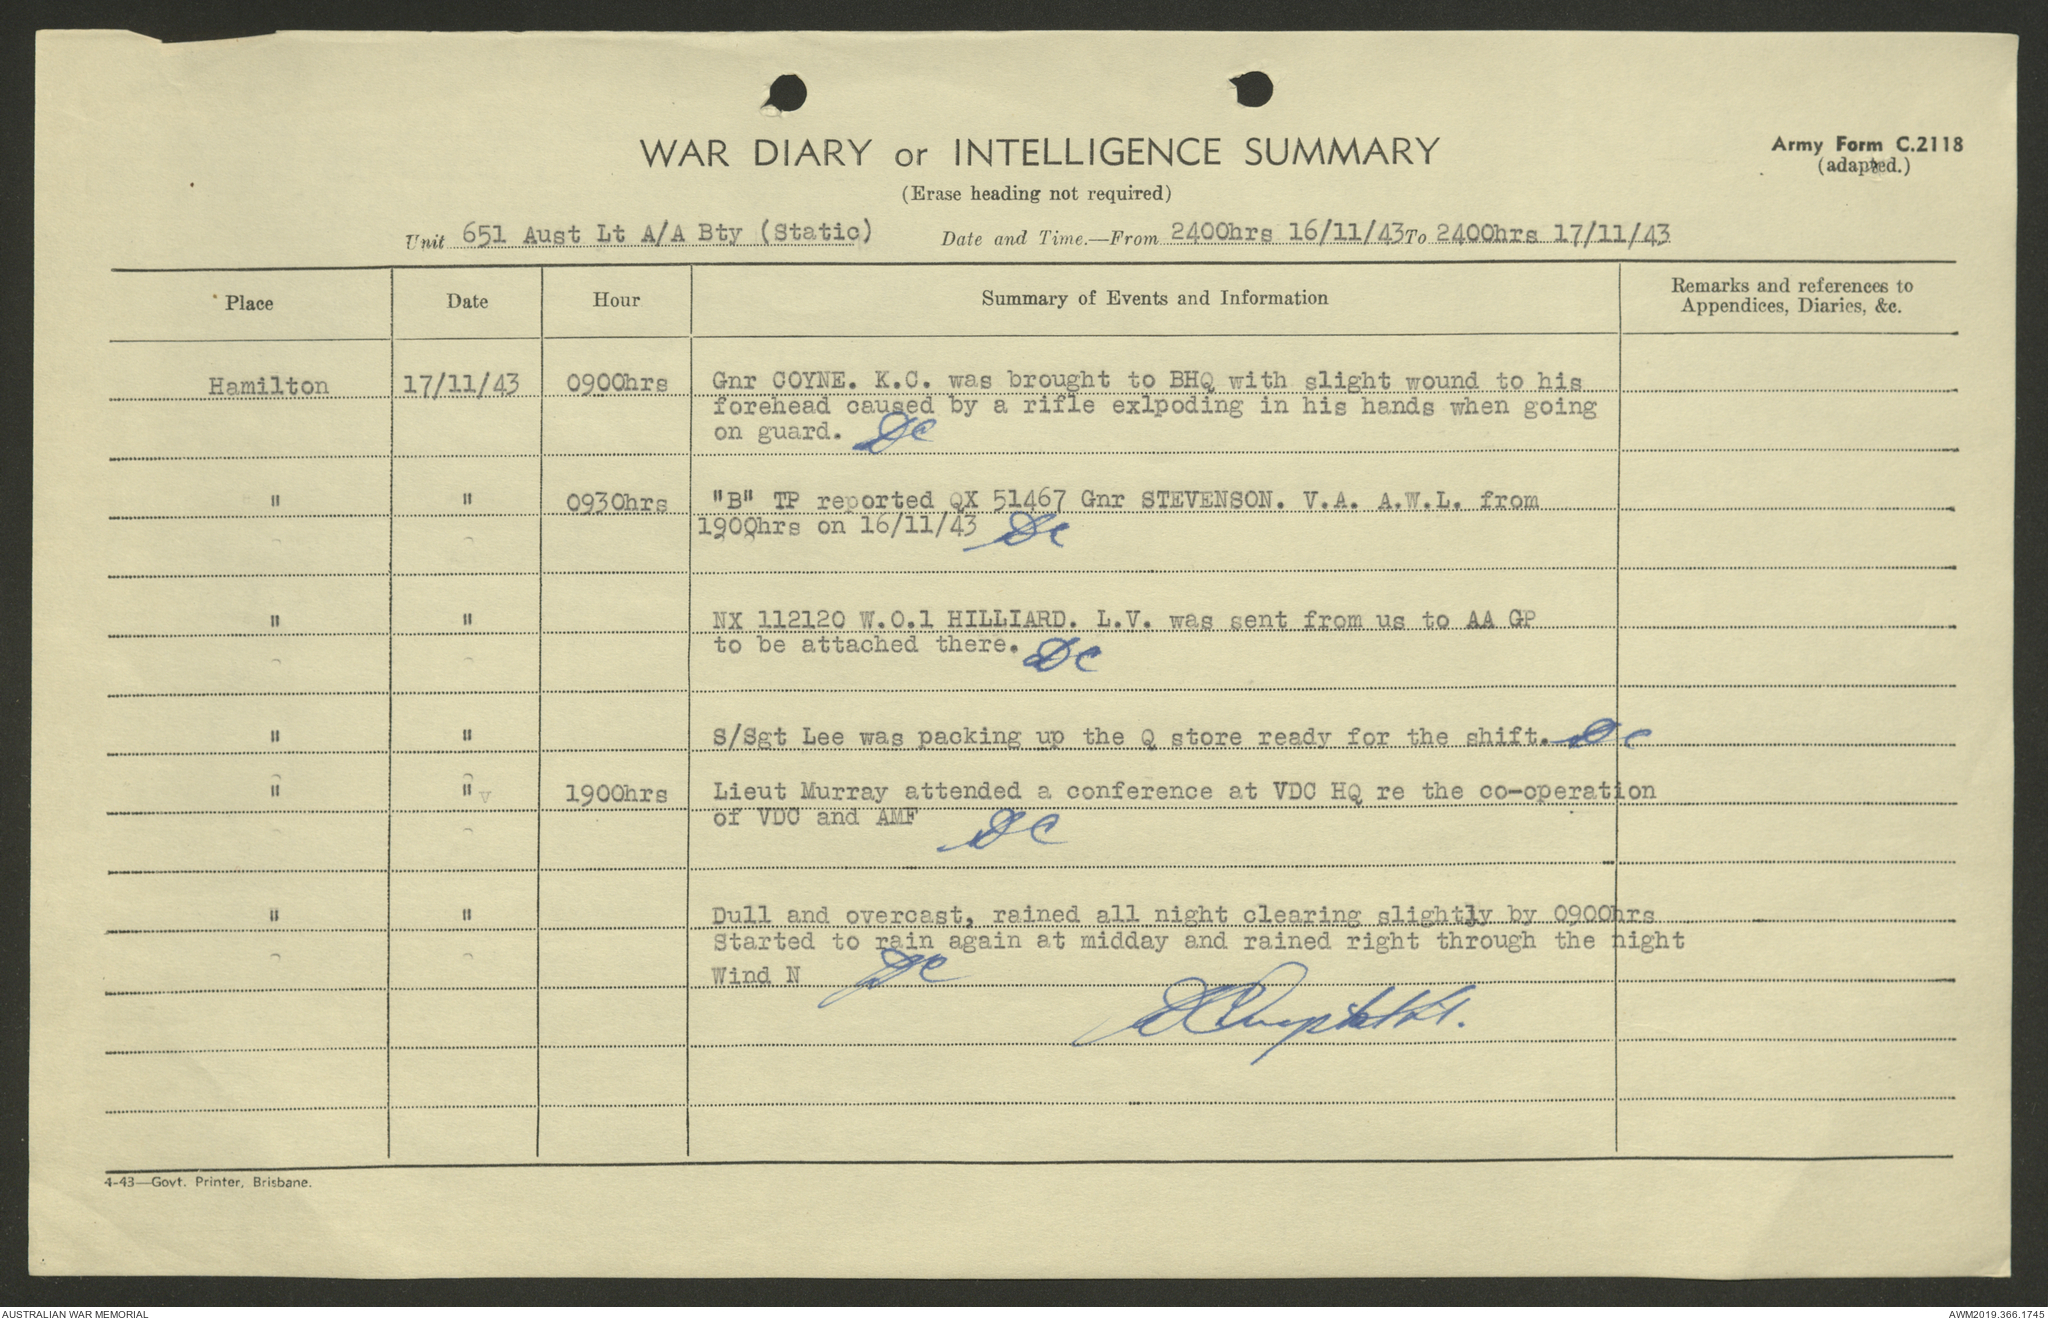 WAR DIARY or INTELLIGENCE SUMMARY
Army Form C.2118
(adapted.)
(Erase heading not required)
Unit 651 Aust Lt A/A Bty (Static) Date and Time.—From 2400hrs 16/11/43 To 2400hrs 17/11/43
Place Date Hour Summary of Events and Information Remarks and references to
Appendices, Diaries, &c.
Hamilton 17/11/43 0900hrs Gnr COYNE. K.C. was brought to BHQ with slight wound to his
forehead caused by a rifle exlpoding in his hands when going
on guard. DC
" " 0930hrs "B" TP reported QX 51467 Gnr STEVENSON. V.A. A.W.L. from
1900hrs on 16/11/43 DC
" " NX 112120 W.O.1 HILLIARD. L.V. was sent from us to AA GP
to be attached there. DC
" " S/Sgt Lee was packing up the Q store ready for the shift. DC
" " 1900hrs Lieut Murray attended a conference at VDC HQ re the co-operation
of VDC and AMF DC
" " Dull and overcast, rained all night clearing slightly by 0900hrs
Started to rain again at midday and rained right through the night
Wind N DC
4-43—Govt. Printer, Brisbane.
AUSTRALIAN WAR MEMORIAL
AWM2019.366.1745